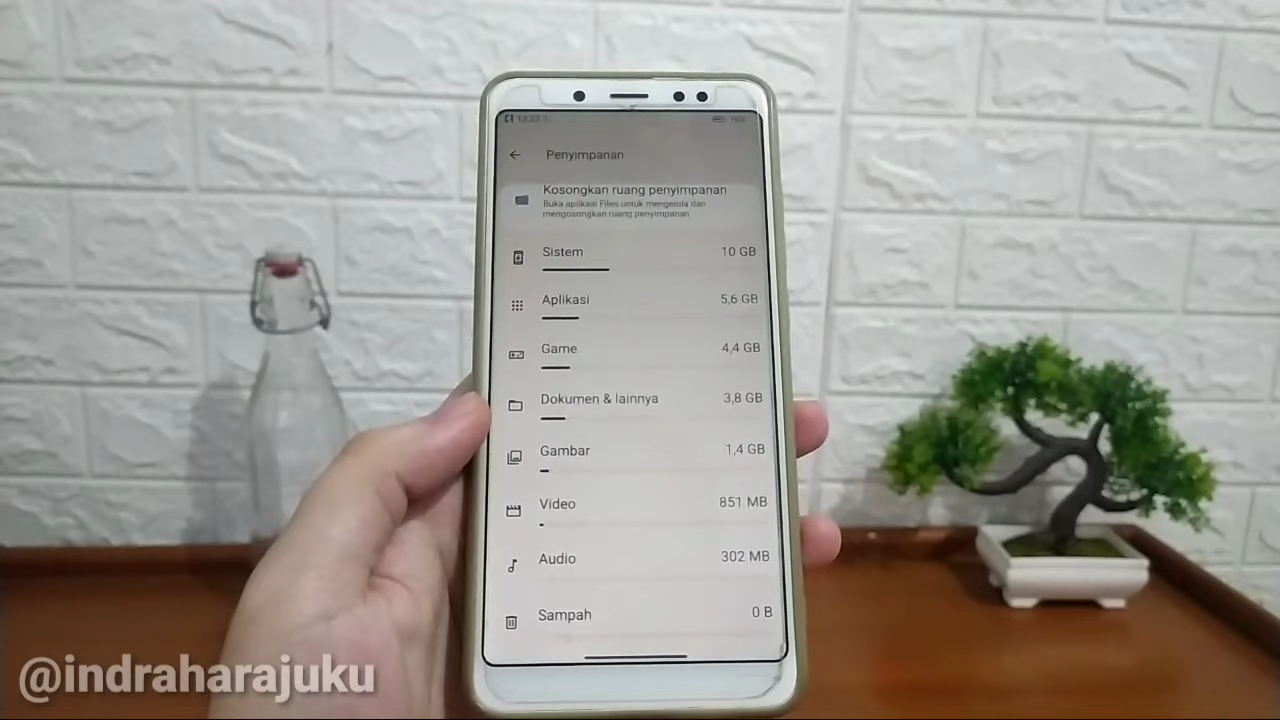 13.33
Penyimpanan
Kosongkan ruang penyimpanan
Buka aplikasi Files untuk mengelola dan
mengosongkan ruang penyimpanan
Sistem 10 GB
Aplikasi 5,6 GB
Game 4,4 GB
Dokumen & lainnya 3,8 GB
Gambar 1,4 GB
Video 851 MB
Audio 302 MB
Sampah 0 B
@indraharajuku